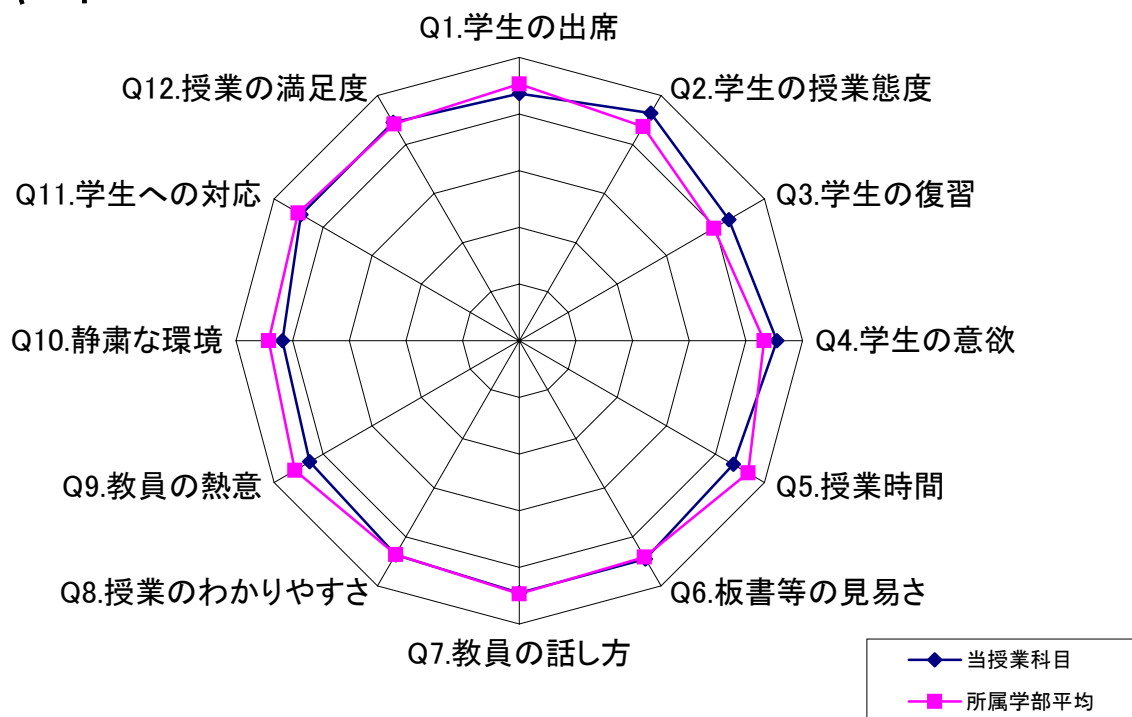 Q1.学生の出席
Q2.学生の授業態度
Q3.学生の復習
Q4.学生の意欲
Q5.授業時間
Q6.板書等の見易さ
Q7.教員の話し方
Q8.授業のわかりやすさ
Q9.教員の熱意
Q10.静粛な環境
Q11.学生への対応
Q12.授業の満足度
当授業科目
所属学部平均